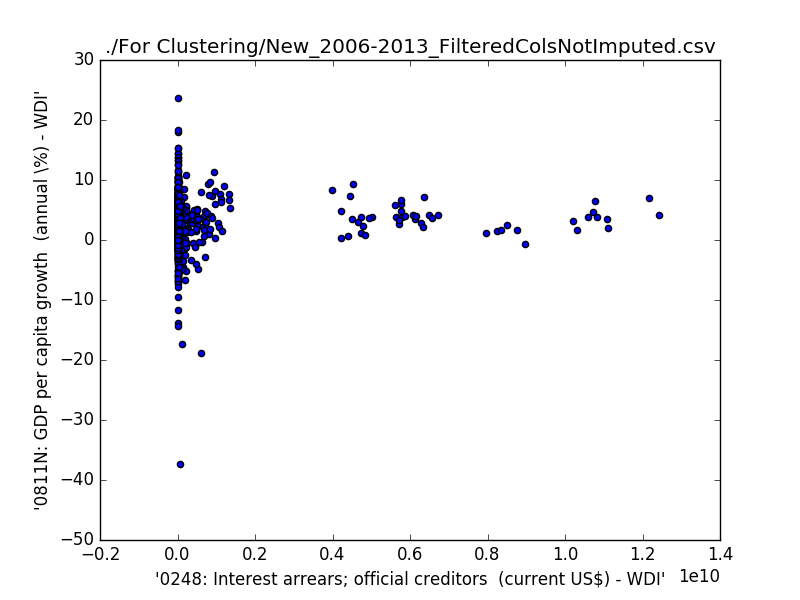 ./For Clustering/New_2006-2013_FilteredColsNotImputed.csv
30
20
10
0
−10
−20
−30
−40
−50
'0811N: GDP per capita growth  (annual \%) - WDI'
−0.2 0.0 0.2 0.4 0.6 0.8 1.0 1.2 1.4
1e10
'0248: Interest arrears; official creditors  (current US$) - WDI'